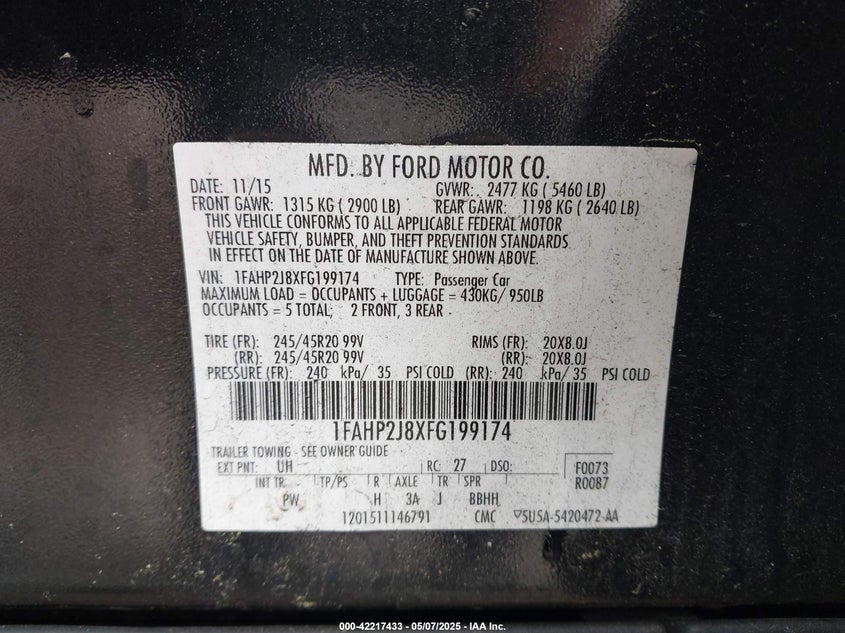 MFD. BY FORD MOTOR CO.
DATE: 11/15 GVWR: 2477 KG ( 5460 LB)
FRONT GAWR: 1315 KG ( 2900 LB) REAR GAWR: 1198 KG ( 2640 LB)
THIS VEHICLE CONFORMS TO ALL APPLICABLE FEDERAL MOTOR
VEHICLE SAFETY, BUMPER, AND THEFT PREVENTION STANDARDS
IN EFFECT ON THE DATE OF MANUFACTURE SHOWN ABOVE.
VIN: 1FAHP2J8XFG199174 TYPE: Passenger Car
MAXIMUM LOAD = OCCUPANTS + LUGGAGE = 430KG/ 950LB
OCCUPANTS = 5 TOTAL; 2 FRONT, 3 REAR
TIRE (FR): 245/45R20 99V RIMS (FR): 20X8.0J
(RR): 245/45R20 99V (RR): 20X8.0J
PRESSURE (FR): 240 kPa/ 35 PSI COLD (RR): 240 kPa/ 35 PSI COLD
1FAHP2J8XFG199174
TRAILER TOWING - SEE OWNER GUIDE
EXT PNT: UH RC: 27 DSO: F0073
INT TR TP/PS R AXLE TR SPR R0087
PW H 3A J BBHH
1201511146791 CMC ▽5U5A-5420472-AA
000-42217433 — 05/07/2025 - IAA Inc.